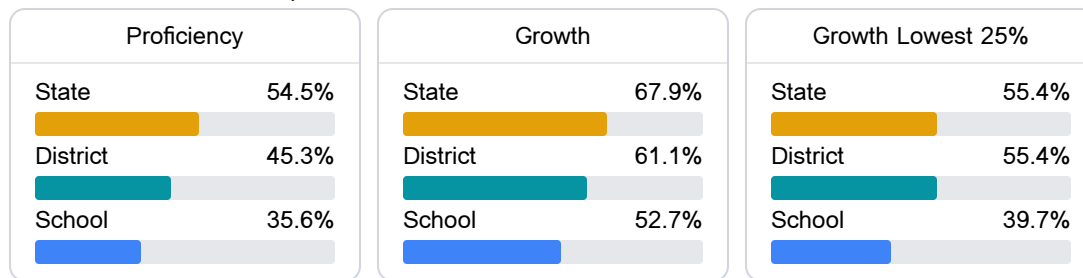 Proficiency
State 54.5%
District 45.3%
School 35.6%
Growth
State 67.9%
District 61.1%
School 52.7%
Growth Lowest 25%
State 55.4%
District 55.4%
School 39.7%